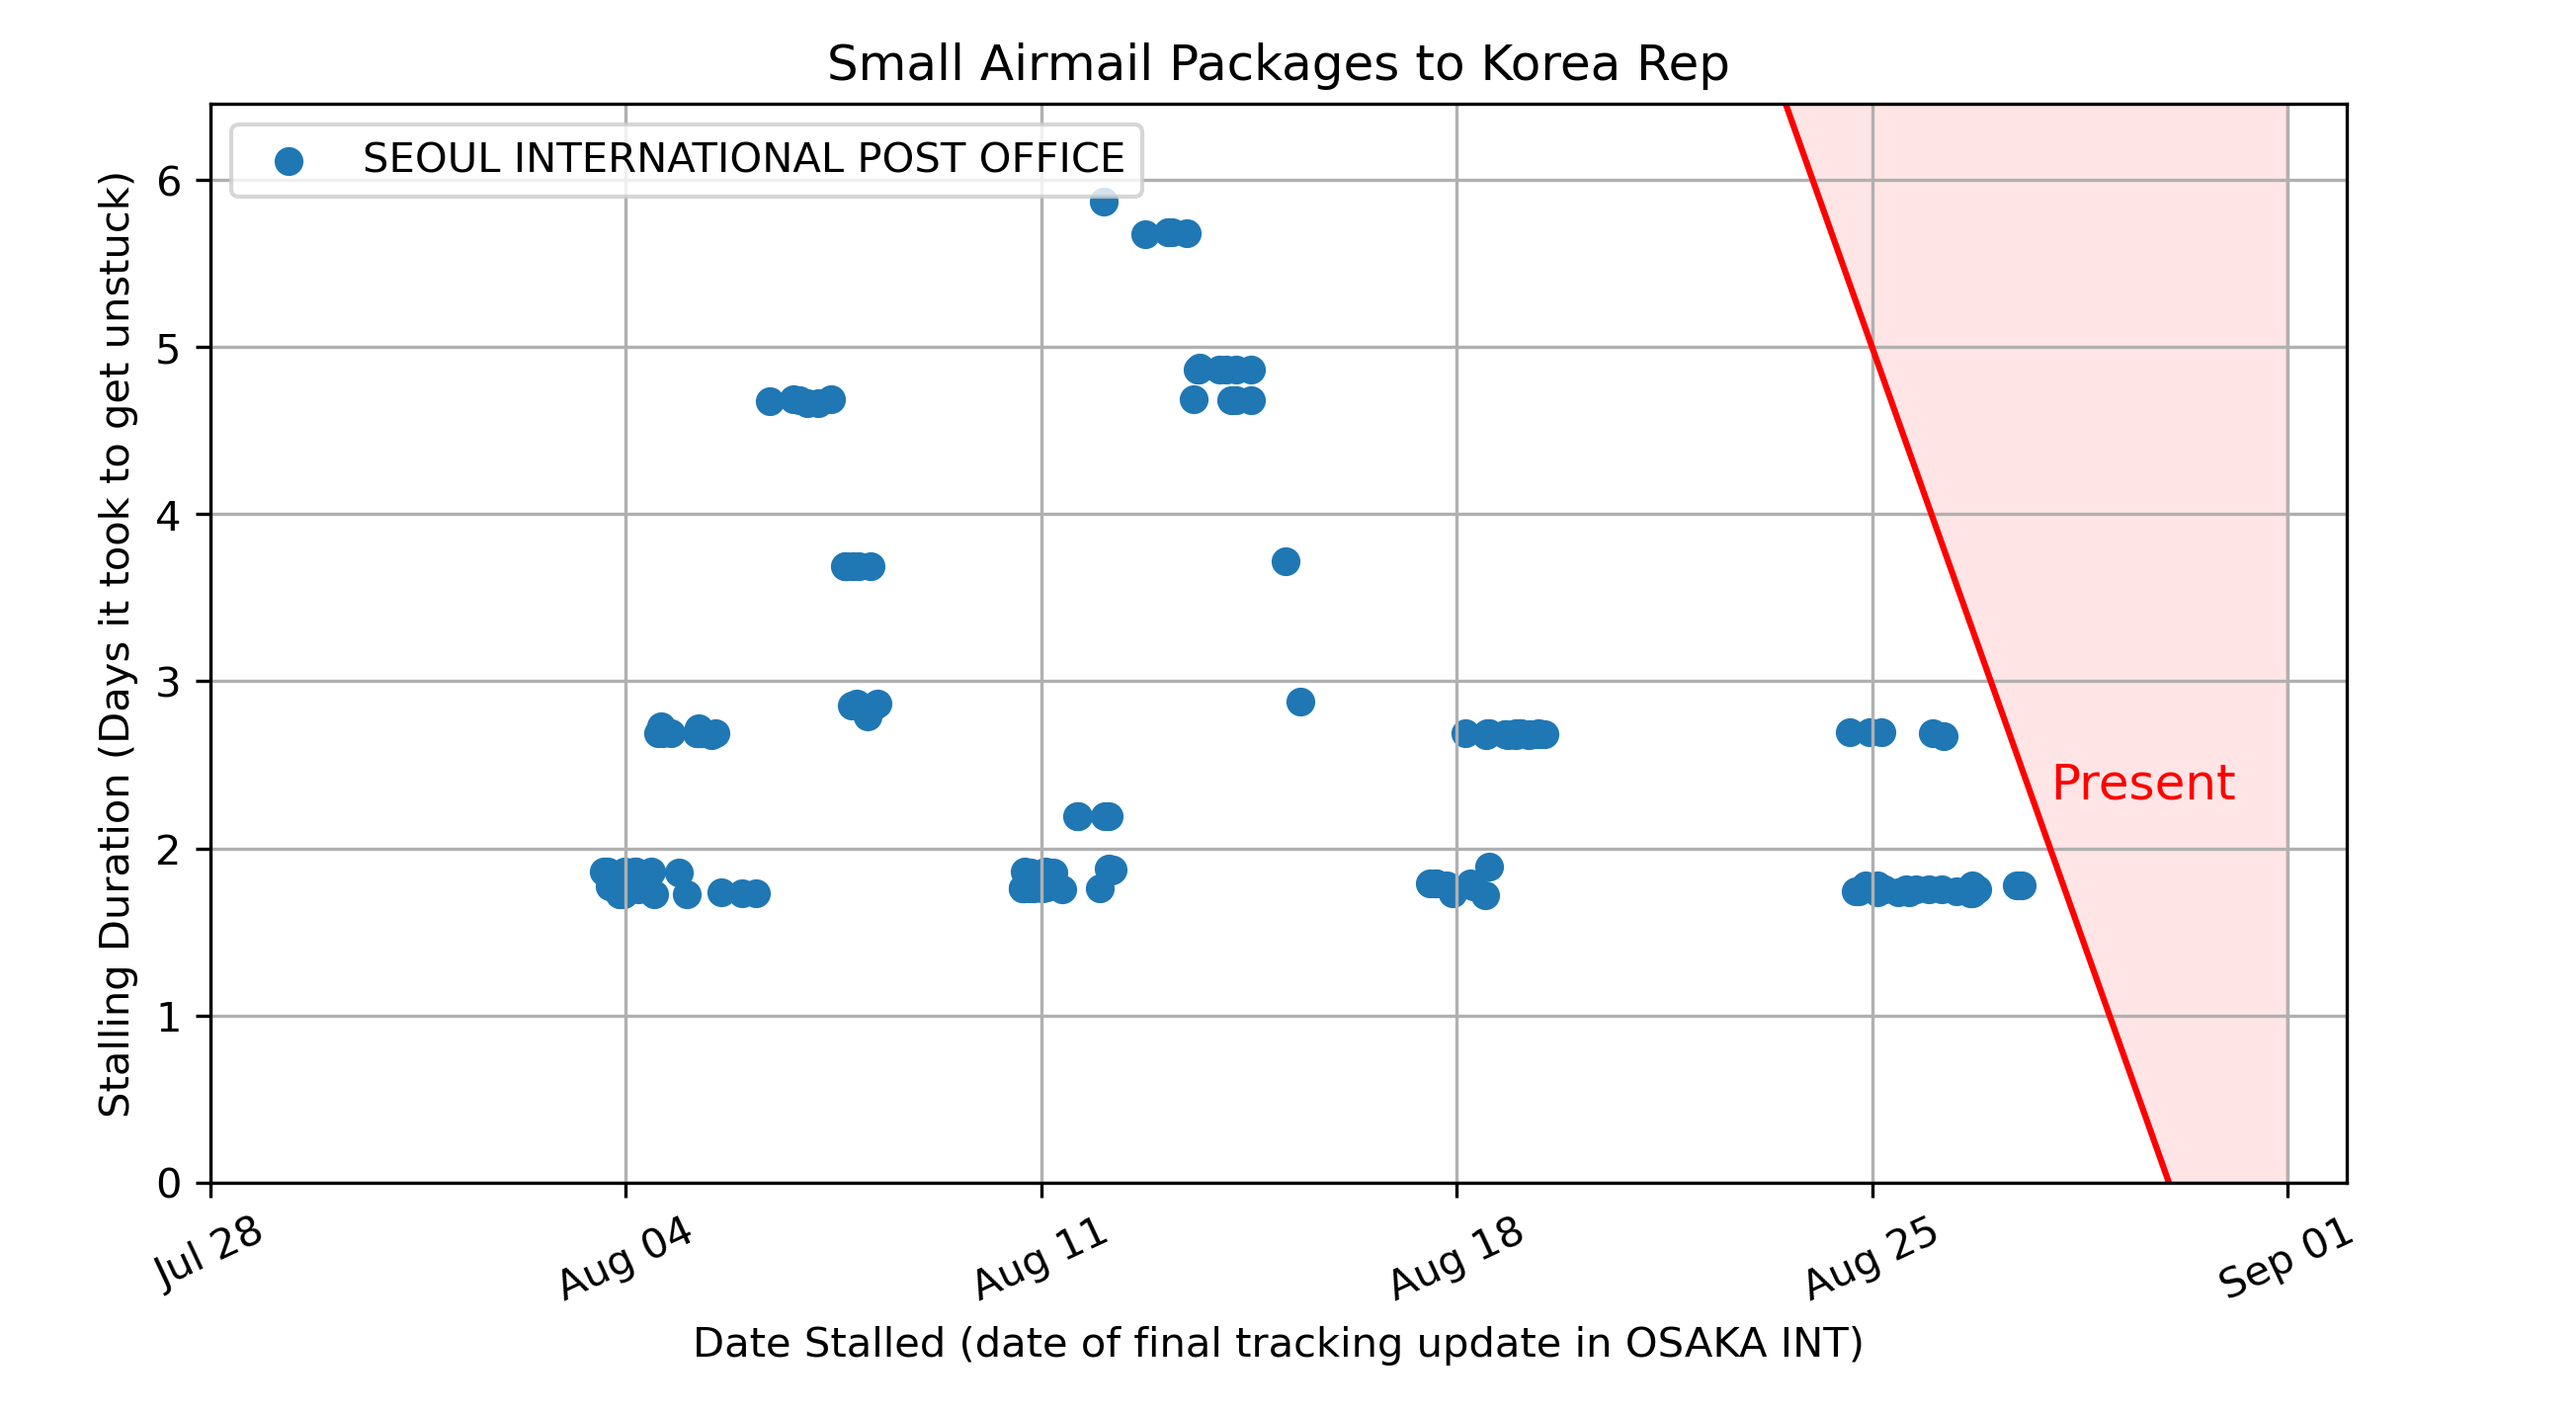 Small Airmail Packages to Korea Rep
SEOUL INTERNATIONAL POST OFFICE
Stalling Duration (Days it took to get unstuck)
6
5
4
3
2
1
0
Present
Jul 28
Aug 04
Aug 11
Aug 18
Aug 25
Sep 01
Date Stalled (date of final tracking update in OSAKA INT)